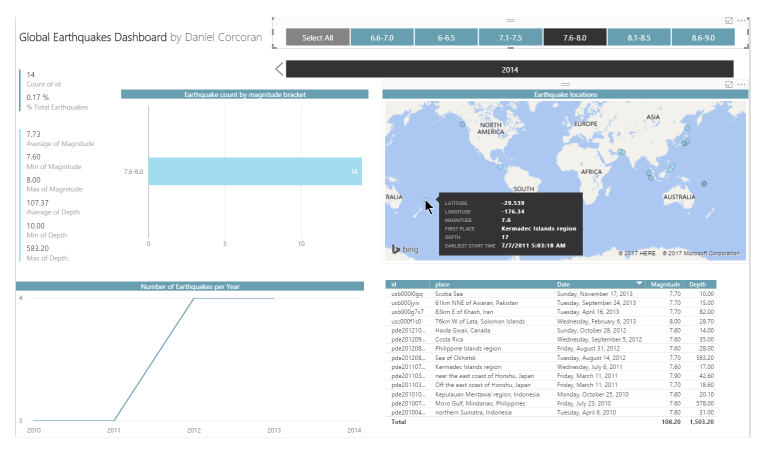 Global Earthquakes Dashboard by Daniel Corcoran
Select All 6.6-7.0 6-6.5 7.1-7.5 7.6-8.0 8.1-8.5 8.6-9.0
2014
14
Count of id
0.17 %
% Total Earthquakes
7.73
Average of Magnitude
7.60
Min of Magnitude
8.00
Max of Magnitude
107.37
Average of Depth
10.00
Min of Depth
583.20
Max of Depth
Earthquake count by magnitude bracket
7.6-8.0
14
0 5 10
Earthquake locations
NORTH
AMERICA
EUROPE
ASIA
AFRICA
SOUTH
RALIA
AUSTRALIA
LATITUDE -29.539
LONGITUDE -176.34
MAGNITUDE 7.6
FIRST PLACE Kermadec Islands region
DEPTH 17
EARLIEST START TIME 7/7/2011 5:03:18 AM
bing
© 2017 HERE © 2017 Microsoft Corporation
Number of Earthquakes per Year
4
3
2010 2011 2012 2013 2014
id place Date Magnitude Depth
usb000l0gq Scotia Sea Sunday, November 17, 2013 7.70 10.00
usb000jyiv 61km NNE of Awaran, Pakistan Tuesday, September 24, 2013 7.70 15.00
usb000g7x7 83km E of Khash, Iran Tuesday, April 16, 2013 7.70 82.00
usc000f1s0 76km W of Lata, Solomon Islands Wednesday, February 6, 2013 8.00 28.70
pde201210... Haida Gwaii, Canada Sunday, October 28, 2012 7.80 14.00
pde201209... Costa Rica Wednesday, September 5, 2012 7.60 35.00
pde201208... Philippine Islands region Friday, August 31, 2012 7.60 28.00
pde201208... Sea of Okhotsk Tuesday, August 14, 2012 7.70 583.20
pde201107... Kermadec Islands region Wednesday, July 6, 2011 7.60 17.00
pde201103... near the east coast of Honshu, Japan Friday, March 11, 2011 7.90 42.60
pde201103... Off the east coast of Honshu, Japan Friday, March 11, 2011 7.70 18.60
pde201010... Kepulauan Mentawai region, Indonesia Monday, October 25, 2010 7.80 20.10
pde201007... Moro Gulf, Mindanao, Philippines Friday, July 23, 2010 7.60 578.00
pde201004... northern Sumatra, Indonesia Tuesday, April 6, 2010 7.80 31.00
Total 108.20 1,503.20